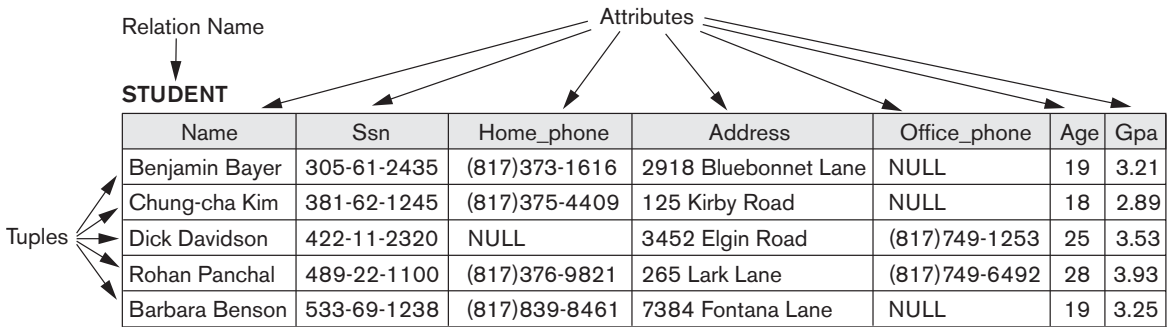 Relation Name
Attributes
STUDENT
Name Ssn Home_phone Address Office_phone Age Gpa
Benjamin Bayer 305-61-2435 (817)373-1616 2918 Bluebonnet Lane NULL 19 3.21
Chung-cha Kim 381-62-1245 (817)375-4409 125 Kirby Road NULL 18 2.89
Tuples Dick Davidson 422-11-2320 NULL 3452 Elgin Road (817)749-1253 25 3.53
Rohan Panchal 489-22-1100 (817)376-9821 265 Lark Lane (817)749-6492 28 3.93
Barbara Benson 533-69-1238 (817)839-8461 7384 Fontana Lane NULL 19 3.25